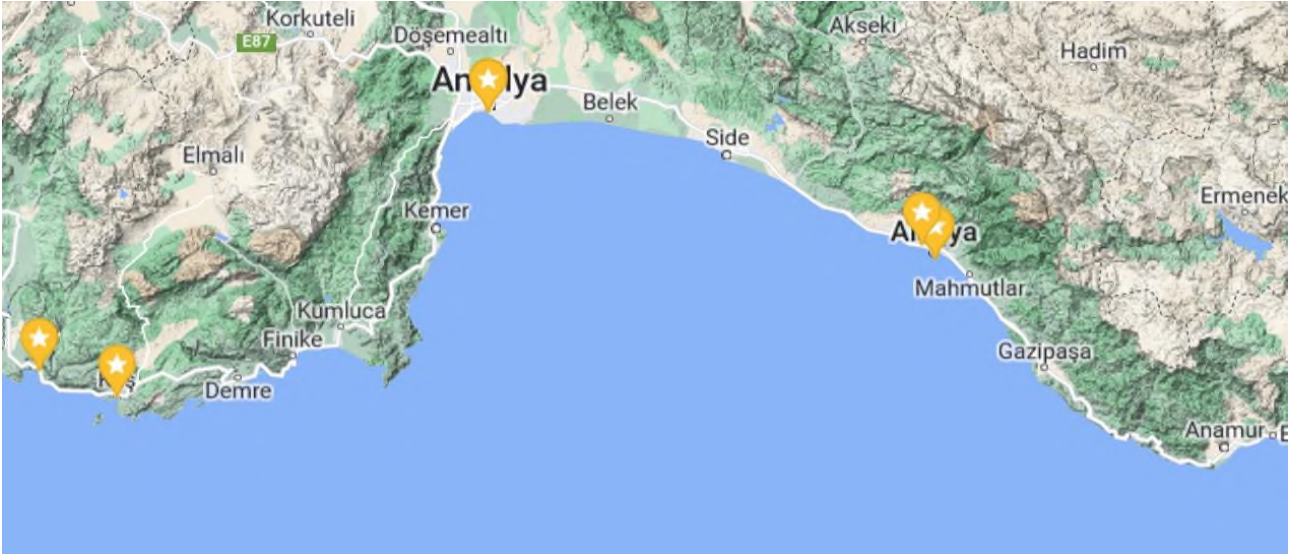 Korkuteli
Akseki
Döşemealtı
E87
Hadim
Belek
Side
Elmalı
Ermenek
Kemer
Mahmutlar
Kumluca
Finike
Gazipaşa
Demre
Anamur